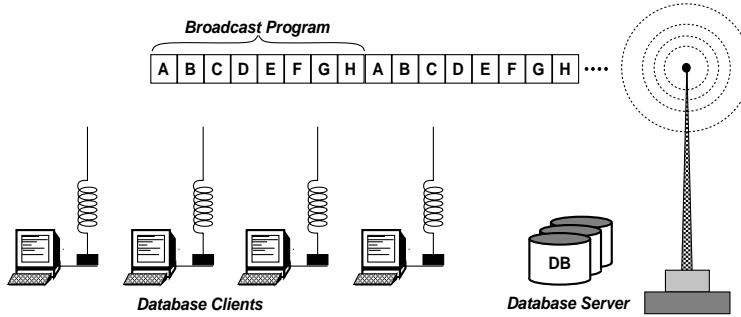 Broadcast Program
A B C D E F G H A B C D E F G H ....
DB
Database Clients
Database Server